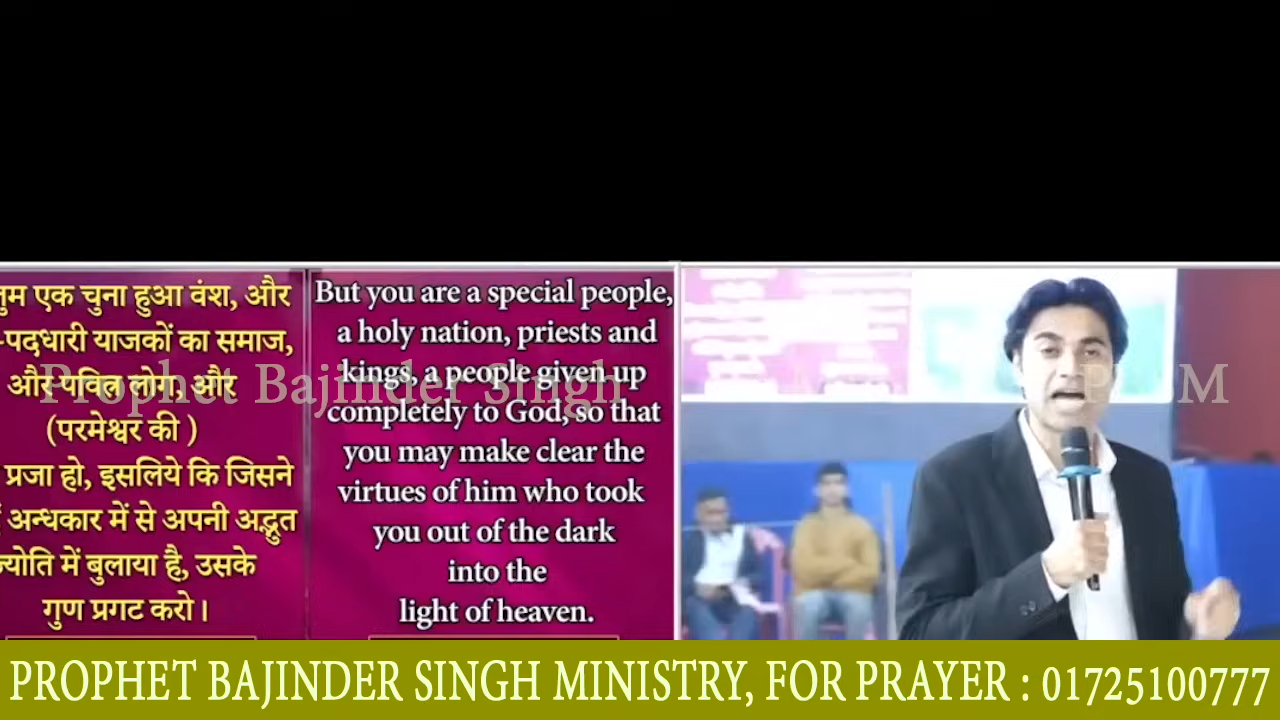 तुम एक चुना हुआ वंश, और
-पदधारी याजकों का समाज,
और पवित्र लोग, और
(परमेश्वर की )
प्रजा हो, इसलिये कि जिसने
अन्धकार में से अपनी अद्भुत
ज्योति में बुलाया है, उसके
गुण प्रगट करो।
But you are a special people,
a holy nation, priests and
kings, a people given up
completely to God, so that
you may make clear the
virtues of him who took
you out of the dark
into the
light of heaven.
Prophet Bajinder Singh
PROPHET BAJINDER SINGH MINISTRY, FOR PRAYER : 01725100777